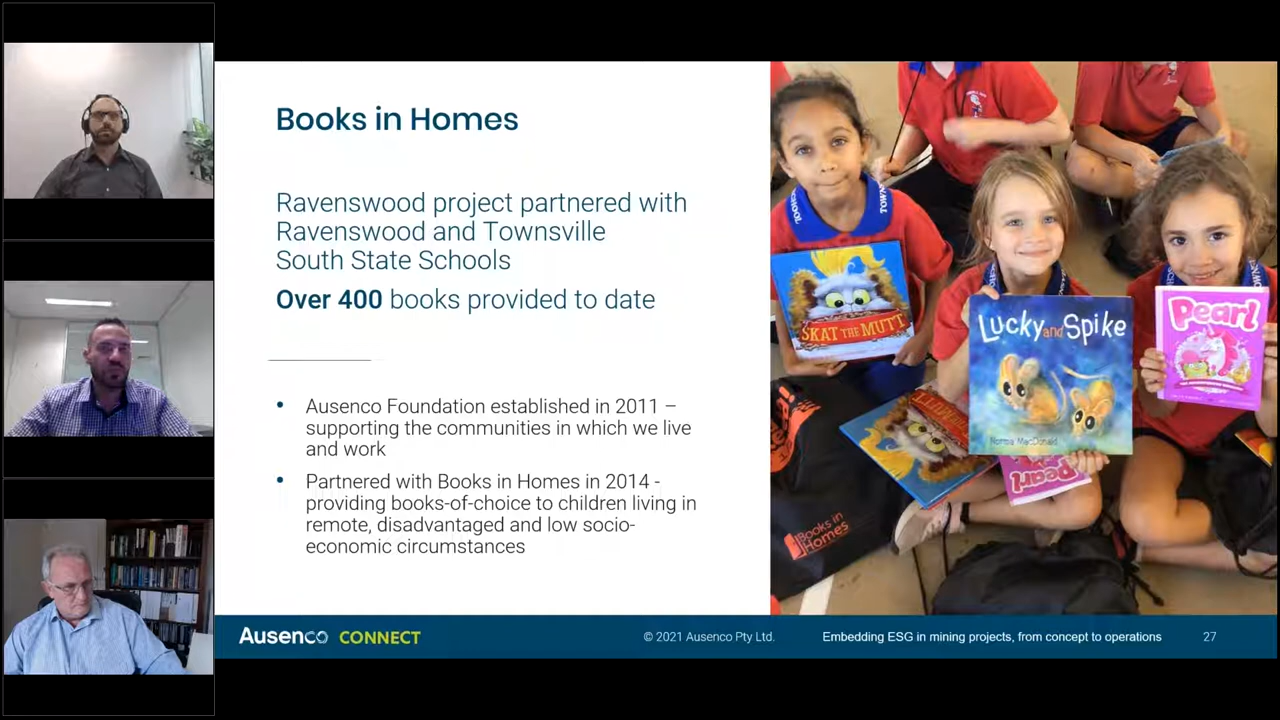 Books in Homes
Ravenswood project partnered with
Ravenswood and Townsville
South State Schools
Over 400 books provided to date
• Ausenco Foundation established in 2011 –
supporting the communities in which we live
and work
• Partnered with Books in Homes in 2014 -
providing books-of-choice to children living in
remote, disadvantaged and low socio-
economic circumstances
SKAT THE MUTT
Lucky and Spike
Norma MacDonald
Pearl
Pearl
Books in
Homes
Ausenco CONNECT
© 2021 Ausenco Pty Ltd.
Embedding ESG in mining projects, from concept to operations
27